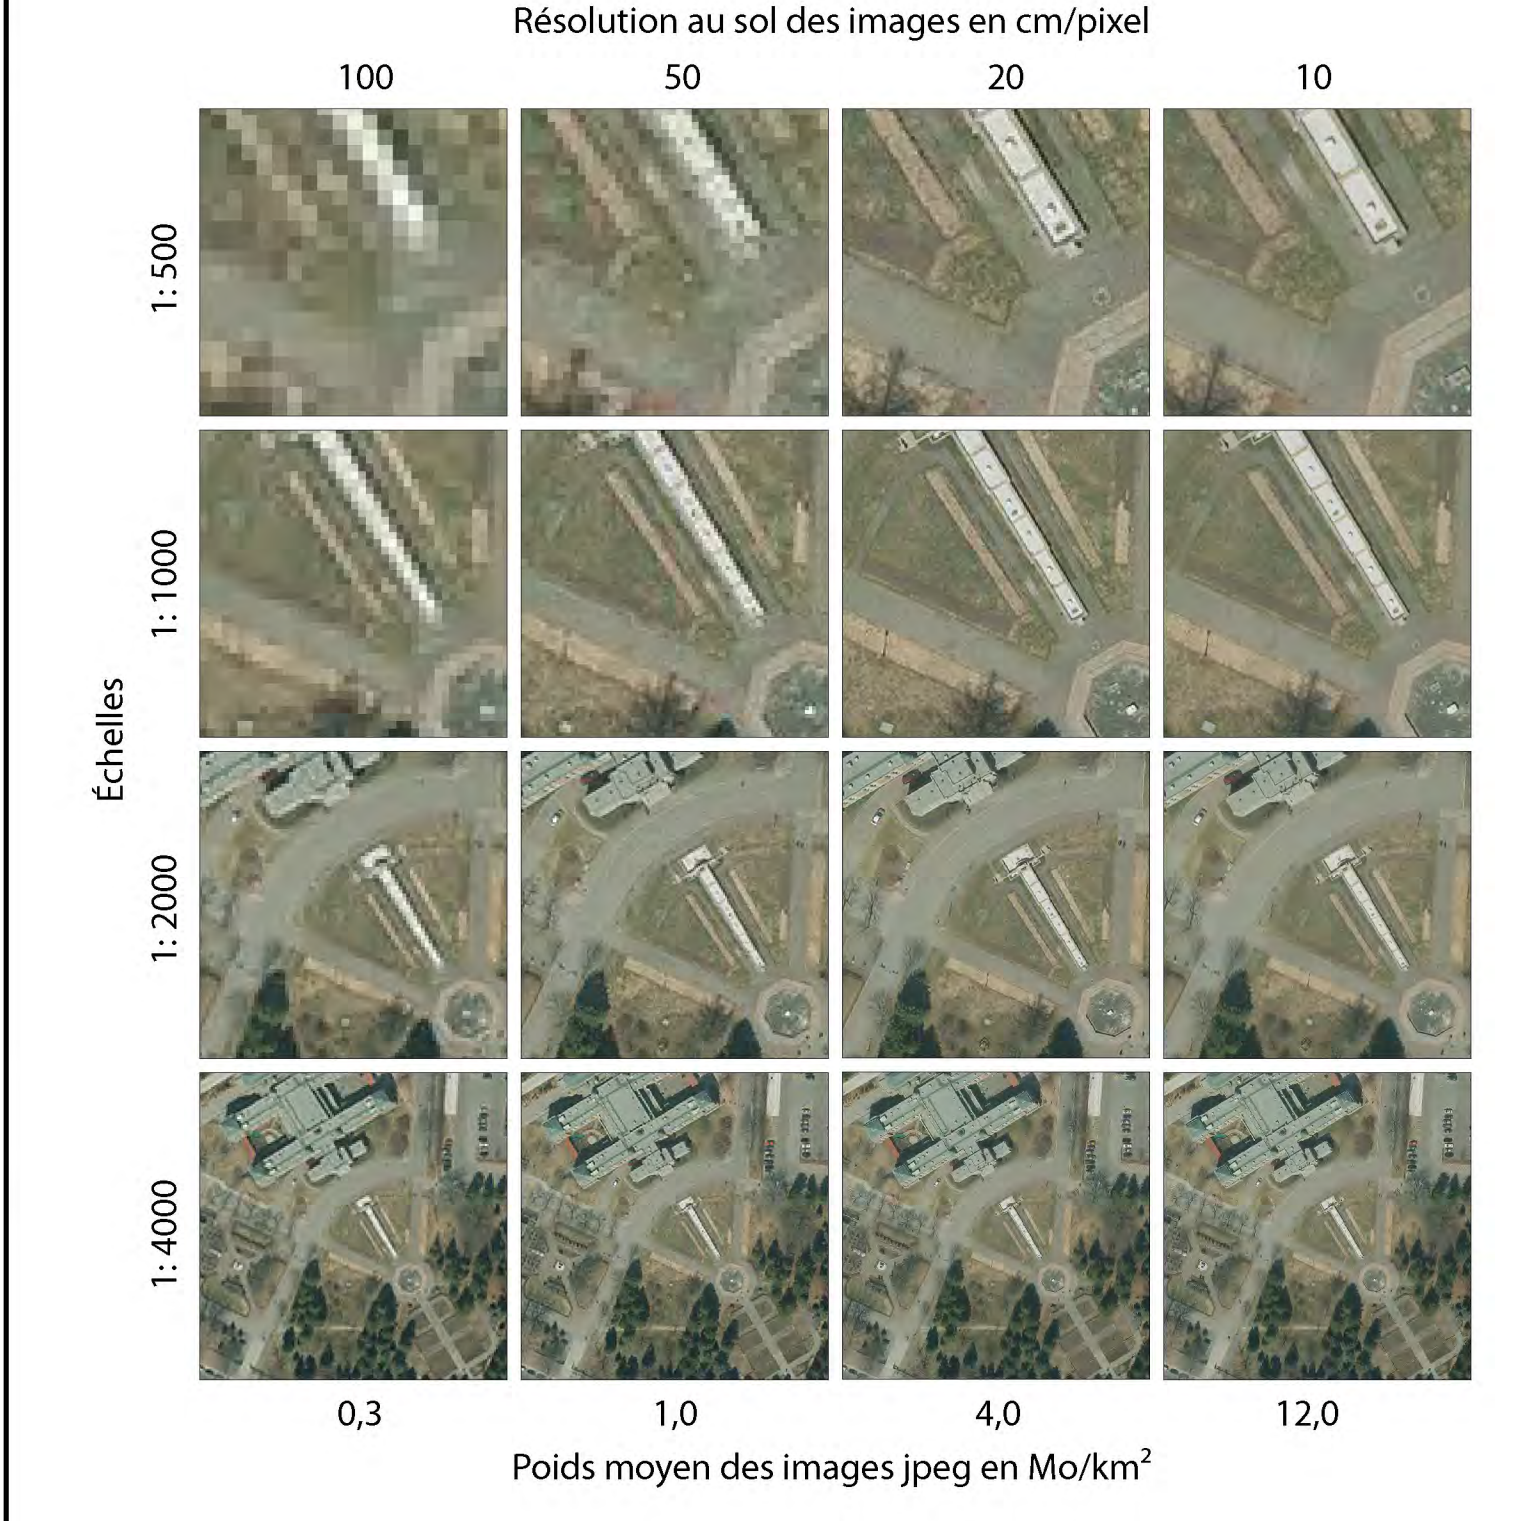 Résolution au sol des images en cm/pixel
100 50 20 10
1:500
1:1000
Échelles
1:2000
1:4000
0,3 1,0 4,0 12,0
Poids moyen des images jpeg en Mo/km²